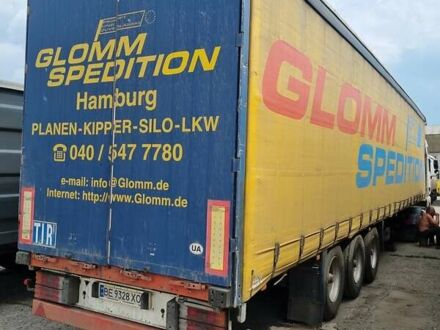 GLOMM
SPEDITION
Hamburg
PLANEN-KIPPER-SILO-LKW
☎ 040 / 547 7780
e-mail: info@Glomm.de
Internet: http://www.Glomm.de
TIR
UA
BE 9328 XO
GLOMM
SPEDITION